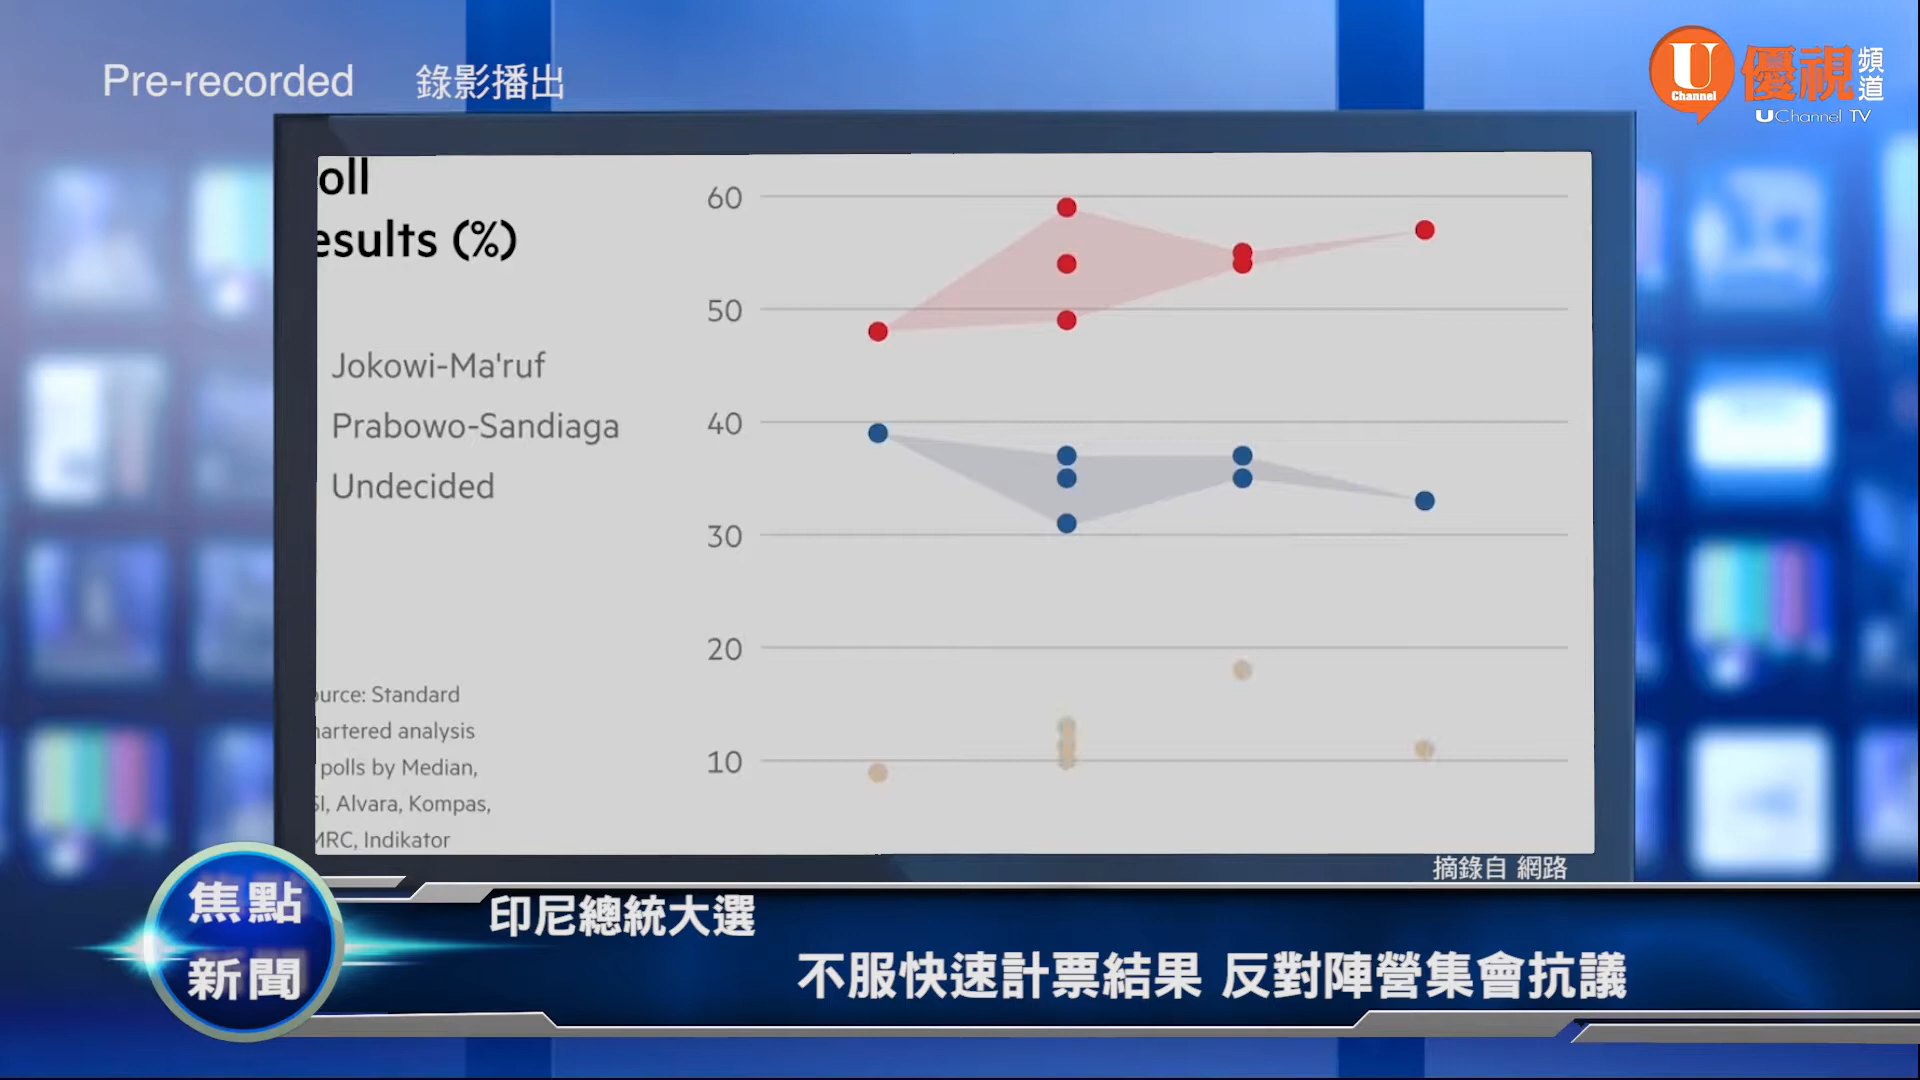 Pre-recorded 錄影播出
U Channel 優視頻道
UChannel TV
oll
esults (%)
Jokowi-Ma'ruf
Prabowo-Sandiaga
Undecided
60
50
40
30
20
10
ource: Standard
hartered analysis
polls by Median,
SI, Alvara, Kompas,
MRC, Indikator
摘錄自 網路
焦點
新聞
印尼總統大選
不服快速計票結果 反對陣營集會抗議